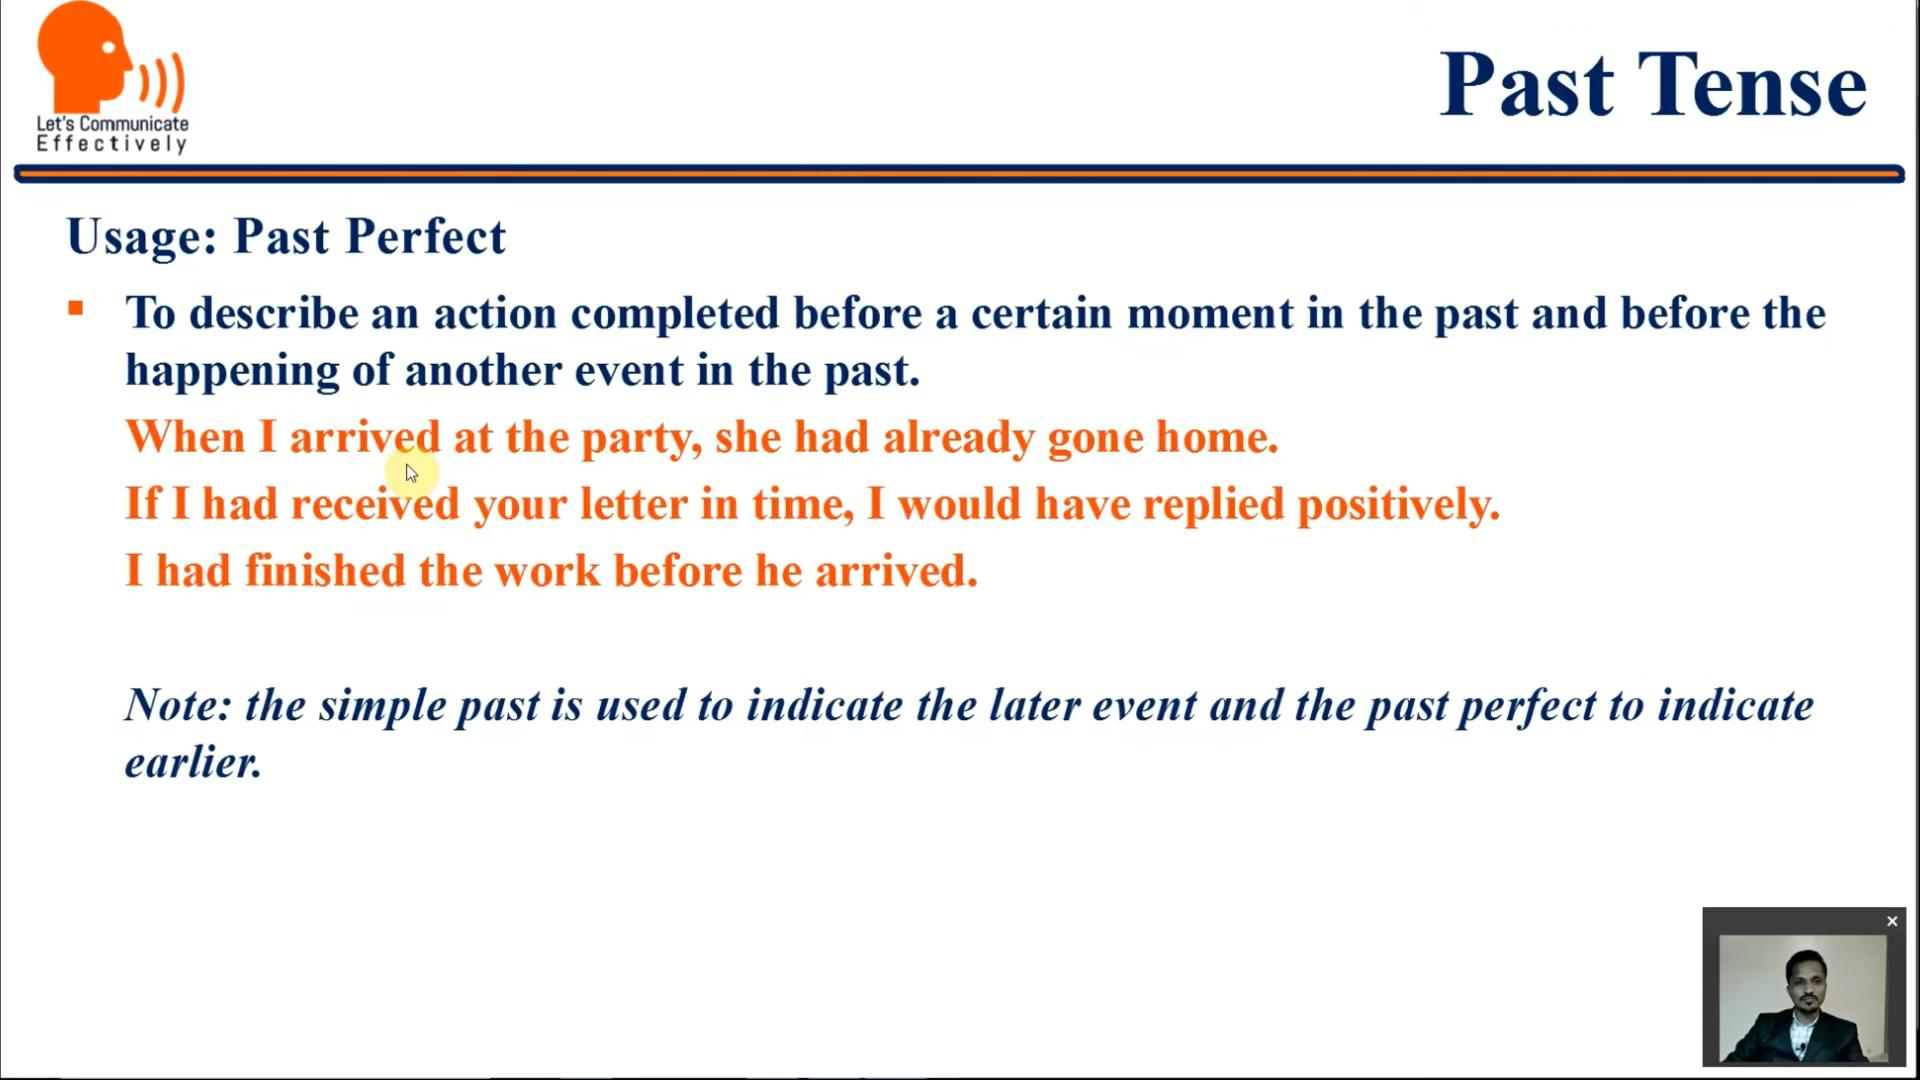 Let's Communicate
Effectively
Past Tense
Usage: Past Perfect
To describe an action completed before a certain moment in the past and before the
happening of another event in the past.
When I arrived at the party, she had already gone home.
If I had received your letter in time, I would have replied positively.
I had finished the work before he arrived.
Note: the simple past is used to indicate the later event and the past perfect to indicate
earlier.